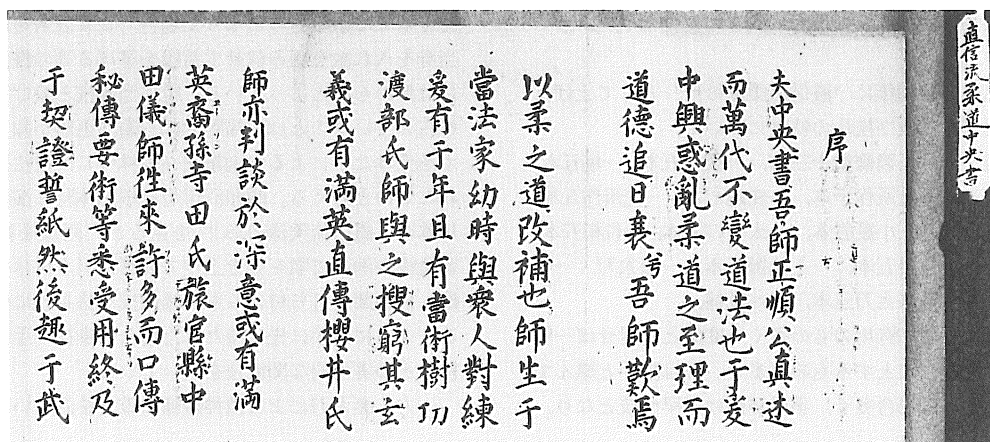 直信流柔道中央書
序
夫中央書吾師正順公真述
而萬代不變道法也于爰
中興惑亂柔道之至理而
道德追日衰兮吾師歎焉
以柔之道改補也師生于
當法家幼時與衆人對練
爰有于年且有當術樹功
渡部氏師與之搜窮其玄
義或有満英直傳櫻井氏
師亦判談於深意或有満
英裔孫寺田氏旅官縣中
田儀師徃來許多而口傳
秘傳要術等悉受用終及
于契證誓紙然後趣于武